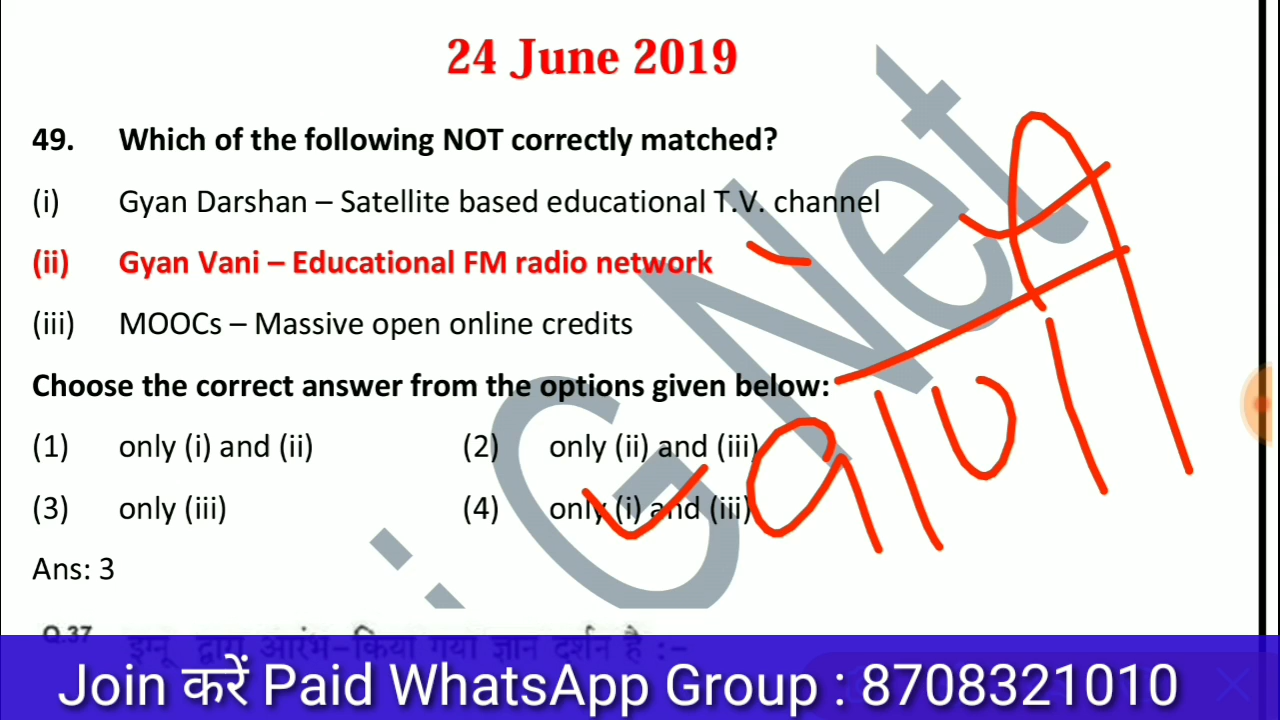 24 June 2019
49. Which of the following NOT correctly matched?
(i) Gyan Darshan – Satellite based educational T.V. channel
(ii) Gyan Vani – Educational FM radio network
(iii) MOOCs – Massive open online credits
Choose the correct answer from the options given below:
(1) only (i) and (ii) (2) only (ii) and (iii)
(3) only (iii) (4) only (i) and (iii)
Ans: 3
Q.37 इग्नू द्वारा आरंभ-किया गया ज्ञान दर्शन है :-
Join करें Paid WhatsApp Group : 8708321010
i G Net
वाणी